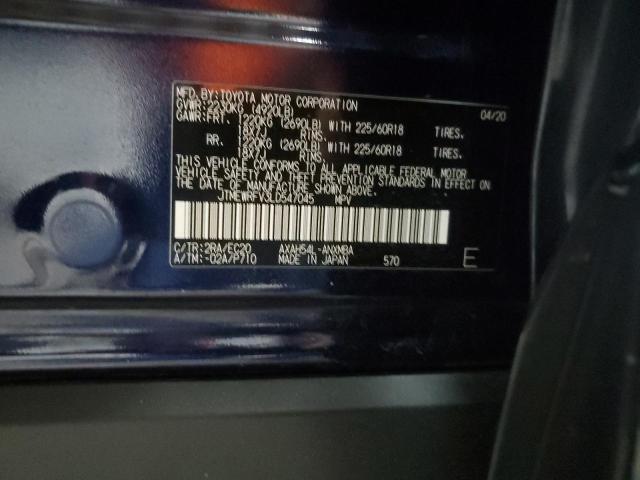 MFD.BY:TOYOTA MOTOR CORPORATION 04/20
GVWR:2230KG (4920LB)
GAWR:FRT. 1220KG (2690LB) WITH 225/60R18 TIRES.
18X7J RIMS.
RR. 1220KG (2690LB) WITH 225/60R18 TIRES.
18X7J RIMS.
THIS VEHICLE CONFORMS TO ALL APPLICABLE FEDERAL MOTOR
VEHICLE SAFETY AND THEFT PREVENTION STANDARDS IN EFFECT ON
THE DATE OF MANUFACTURE SHOWN ABOVE.
MPV
C/TR:2RA/EC20 AXAH54L-ANXMBA
A/TM:-02A/P710 MADE IN JAPAN 570 E